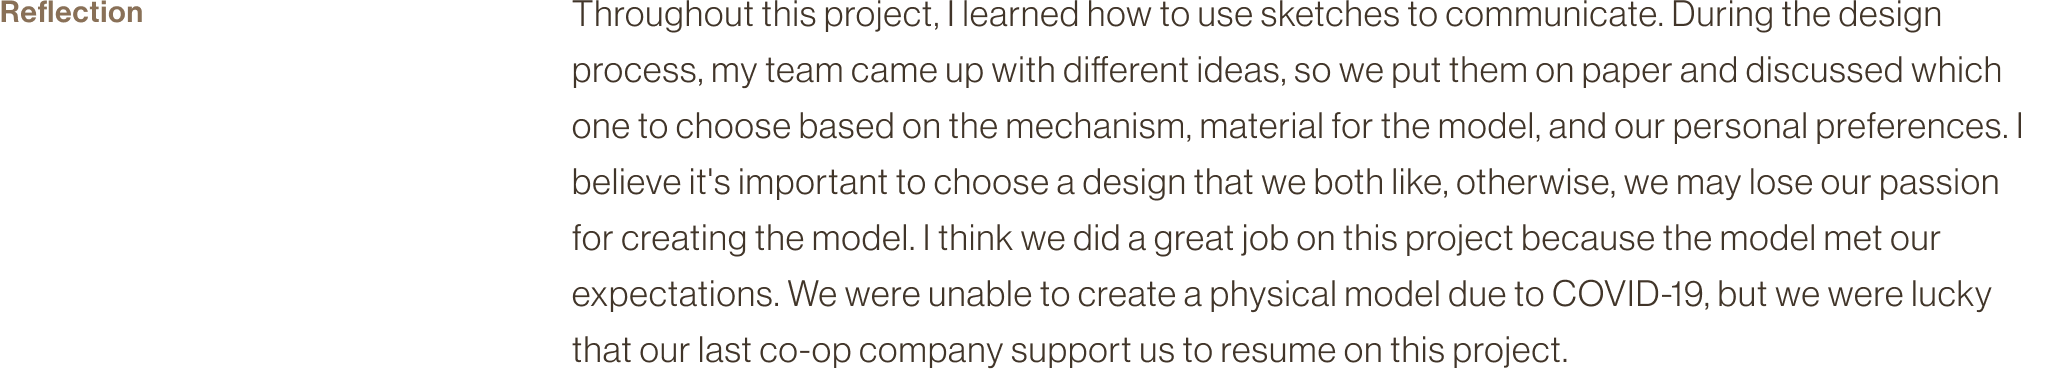 Reflection
Throughout this project, I learned how to use sketches to communicate. During the design
process, my team came up with different ideas, so we put them on paper and discussed which
one to choose based on the mechanism, material for the model, and our personal preferences. I
believe it's important to choose a design that we both like, otherwise, we may lose our passion
for creating the model. I think we did a great job on this project because the model met our
expectations. We were unable to create a physical model due to COVID-19, but we were lucky
that our last co-op company support us to resume on this project.